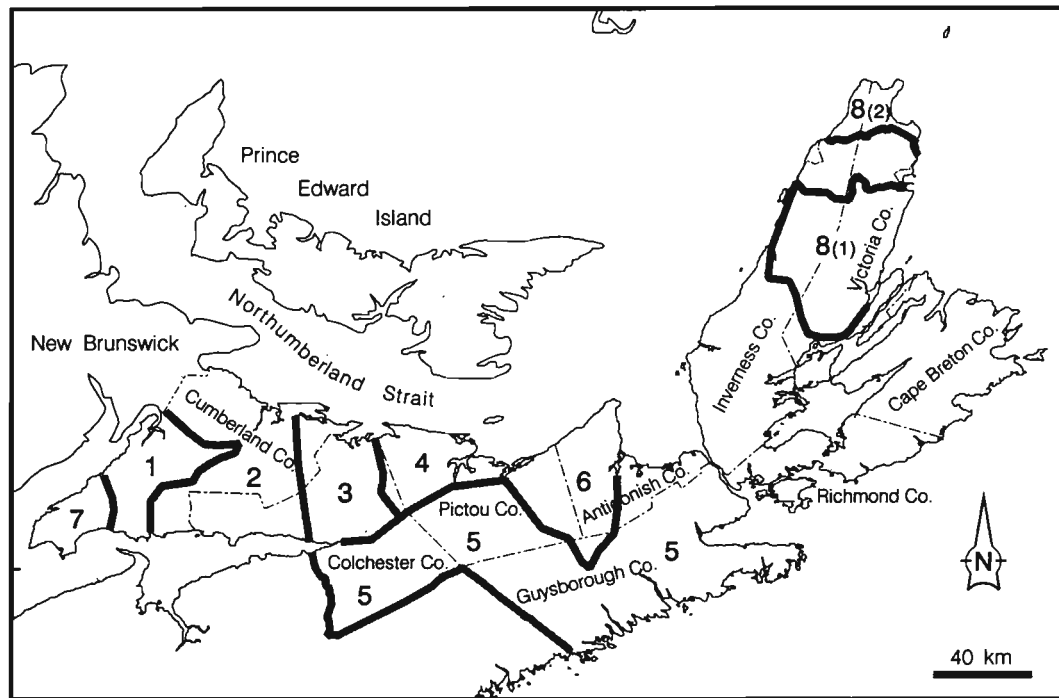 8(2)
Prince
Edward
Island
8(1)
Victoria Co.
Northumberland Strait
New Brunswick
Inverness Co.
Cape Breton Co.
Cumberland Co.
1
2
3
4
6
Antigonish Co.
Richmond Co.
7
Pictou Co.
5
5
Colchester Co.
Guysborough Co.
5
N
40 km